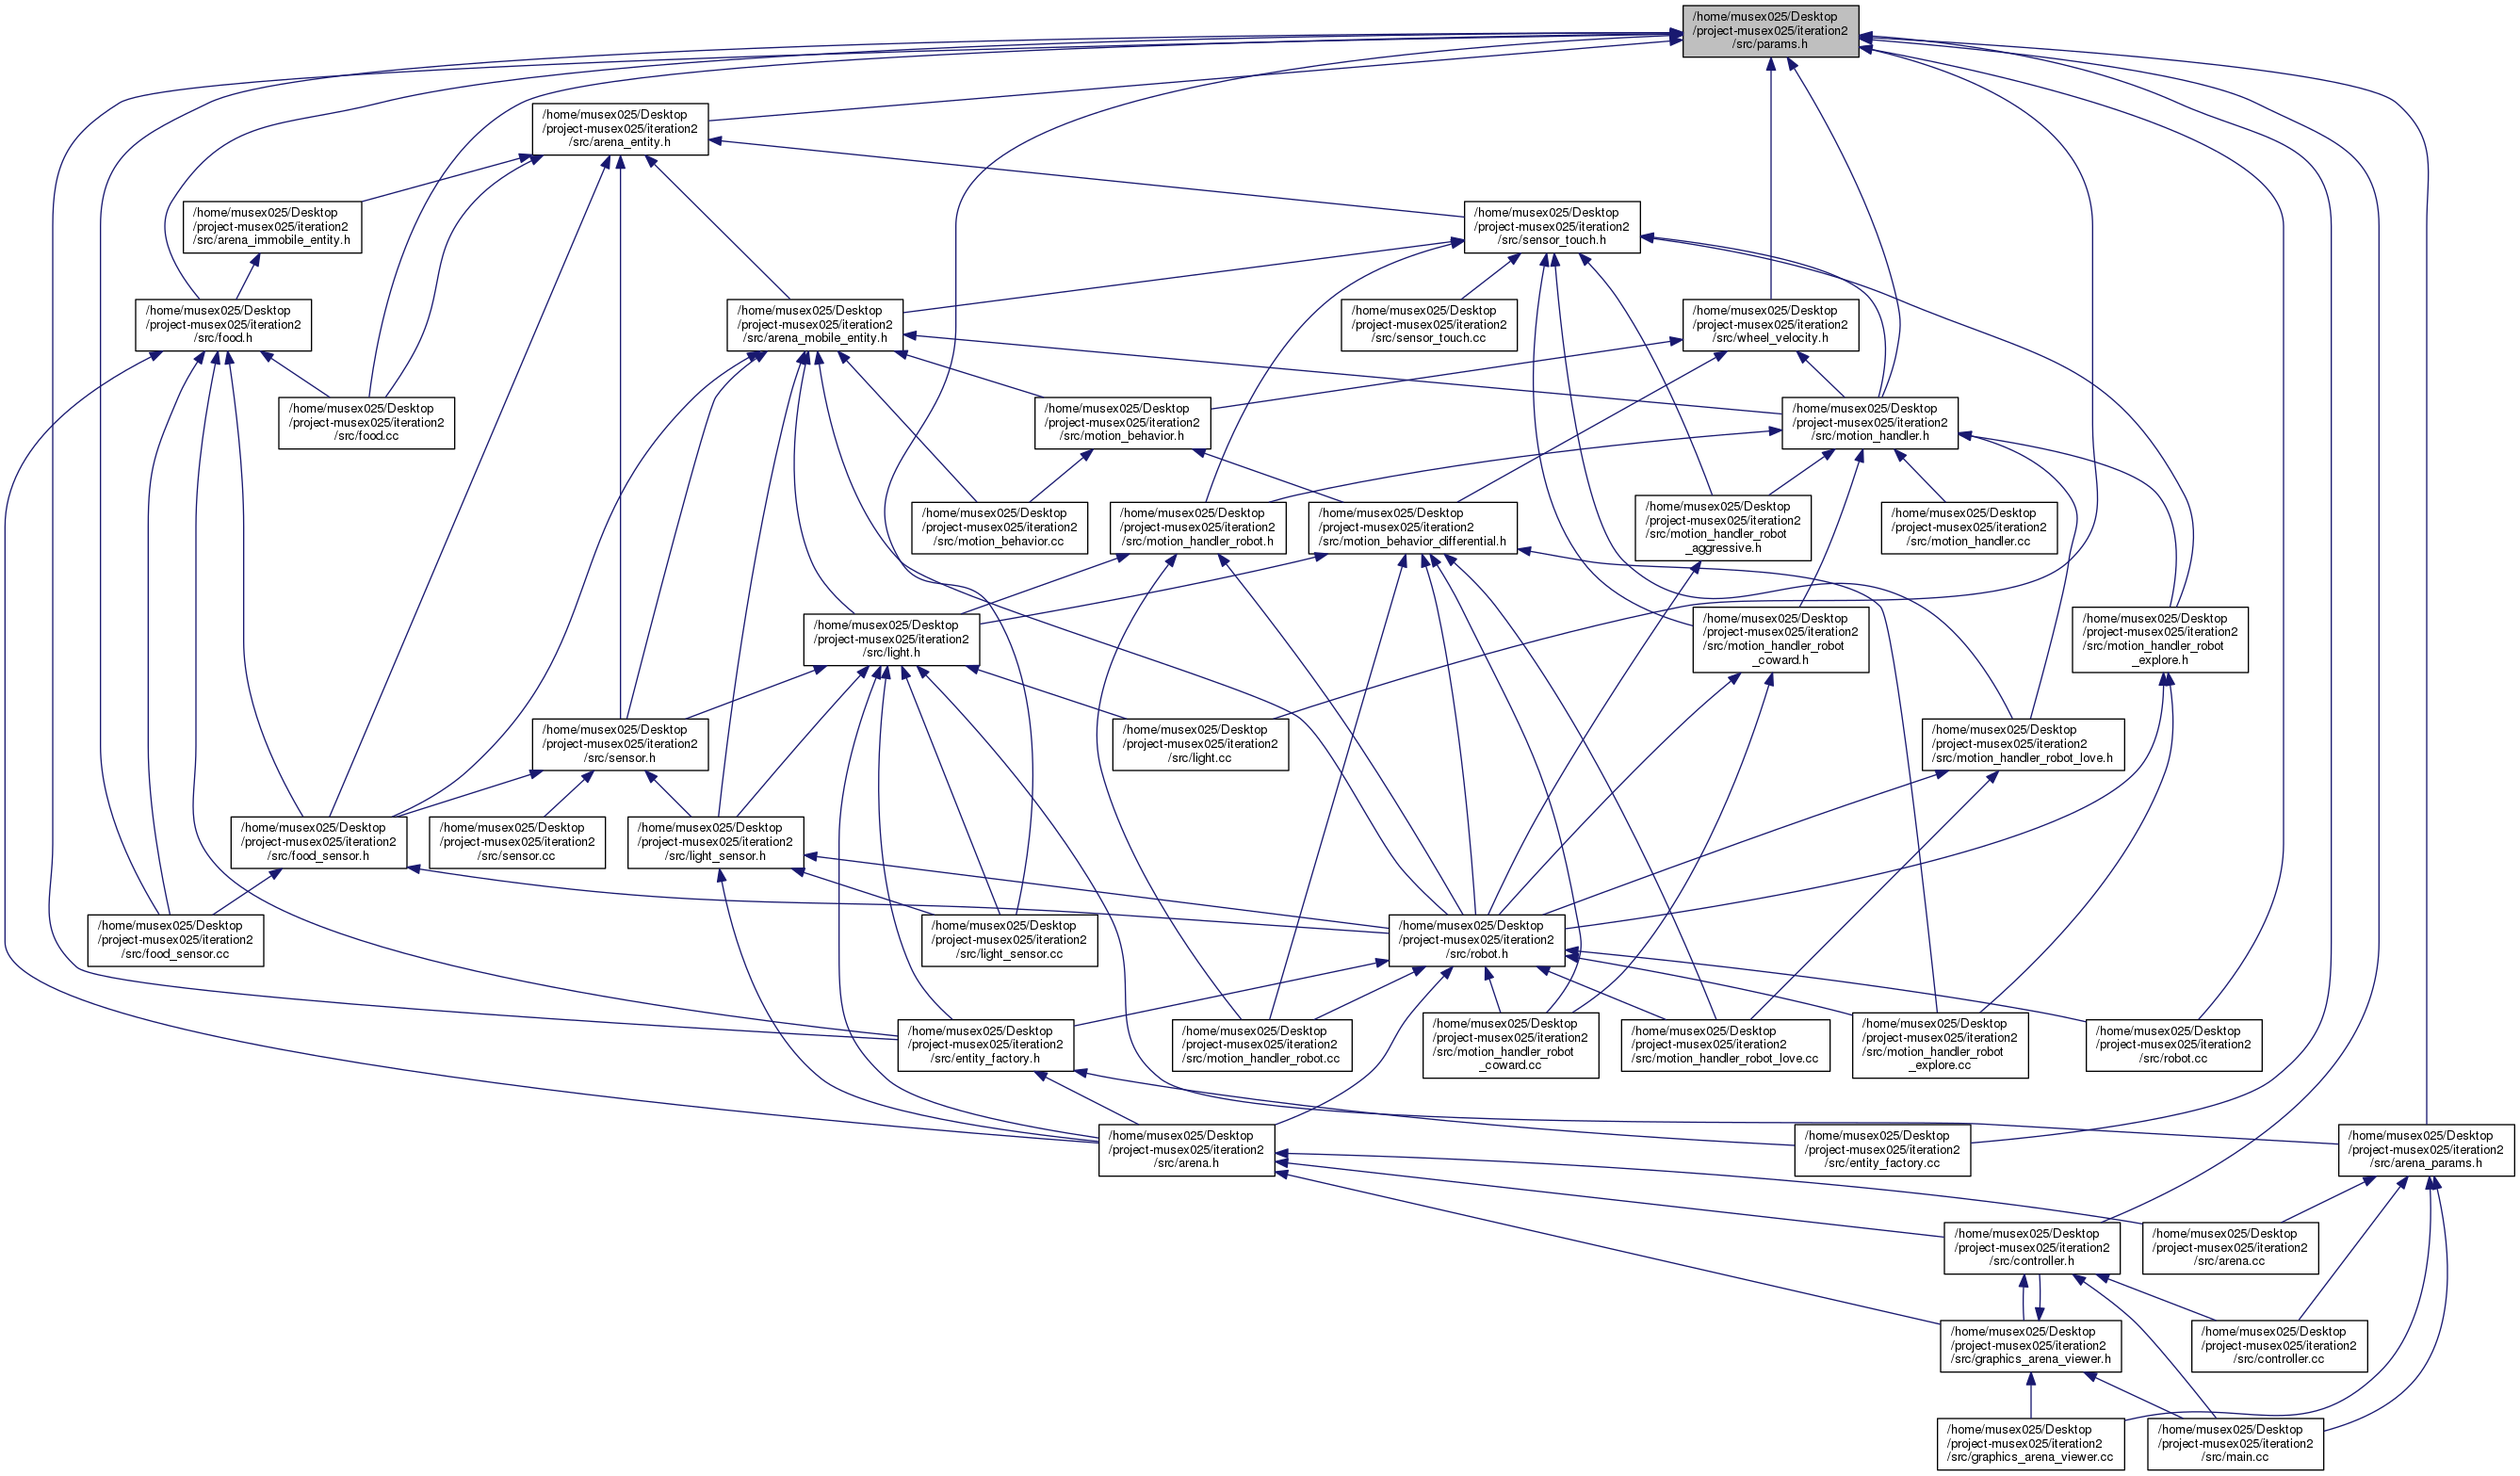 /home/musex025/Desktop
/project-musex025/iteration2
/src/params.h
/home/musex025/Desktop
/project-musex025/iteration2
/src/arena_entity.h
/home/musex025/Desktop
/project-musex025/iteration2
/src/arena_immobile_entity.h
/home/musex025/Desktop
/project-musex025/iteration2
/src/sensor_touch.h
/home/musex025/Desktop
/project-musex025/iteration2
/src/food.h
/home/musex025/Desktop
/project-musex025/iteration2
/src/arena_mobile_entity.h
/home/musex025/Desktop
/project-musex025/iteration2
/src/sensor_touch.cc
/home/musex025/Desktop
/project-musex025/iteration2
/src/wheel_velocity.h
/home/musex025/Desktop
/project-musex025/iteration2
/src/food.cc
/home/musex025/Desktop
/project-musex025/iteration2
/src/motion_behavior.h
/home/musex025/Desktop
/project-musex025/iteration2
/src/motion_handler.h
/home/musex025/Desktop
/project-musex025/iteration2
/src/motion_behavior.cc
/home/musex025/Desktop
/project-musex025/iteration2
/src/motion_handler_robot.h
/home/musex025/Desktop
/project-musex025/iteration2
/src/motion_behavior_differential.h
/home/musex025/Desktop
/project-musex025/iteration2
/src/motion_handler_robot
_aggressive.h
/home/musex025/Desktop
/project-musex025/iteration2
/src/motion_handler.cc
/home/musex025/Desktop
/project-musex025/iteration2
/src/light.h
/home/musex025/Desktop
/project-musex025/iteration2
/src/motion_handler_robot
_coward.h
/home/musex025/Desktop
/project-musex025/iteration2
/src/motion_handler_robot
_explore.h
/home/musex025/Desktop
/project-musex025/iteration2
/src/sensor.h
/home/musex025/Desktop
/project-musex025/iteration2
/src/light.cc
/home/musex025/Desktop
/project-musex025/iteration2
/src/motion_handler_robot_love.h
/home/musex025/Desktop
/project-musex025/iteration2
/src/food_sensor.h
/home/musex025/Desktop
/project-musex025/iteration2
/src/sensor.cc
/home/musex025/Desktop
/project-musex025/iteration2
/src/light_sensor.h
/home/musex025/Desktop
/project-musex025/iteration2
/src/food_sensor.cc
/home/musex025/Desktop
/project-musex025/iteration2
/src/light_sensor.cc
/home/musex025/Desktop
/project-musex025/iteration2
/src/robot.h
/home/musex025/Desktop
/project-musex025/iteration2
/src/entity_factory.h
/home/musex025/Desktop
/project-musex025/iteration2
/src/motion_handler_robot.cc
/home/musex025/Desktop
/project-musex025/iteration2
/src/motion_handler_robot
_coward.cc
/home/musex025/Desktop
/project-musex025/iteration2
/src/motion_handler_robot_love.cc
/home/musex025/Desktop
/project-musex025/iteration2
/src/motion_handler_robot
_explore.cc
/home/musex025/Desktop
/project-musex025/iteration2
/src/robot.cc
/home/musex025/Desktop
/project-musex025/iteration2
/src/arena.h
/home/musex025/Desktop
/project-musex025/iteration2
/src/entity_factory.cc
/home/musex025/Desktop
/project-musex025/iteration2
/src/arena_params.h
/home/musex025/Desktop
/project-musex025/iteration2
/src/controller.h
/home/musex025/Desktop
/project-musex025/iteration2
/src/arena.cc
/home/musex025/Desktop
/project-musex025/iteration2
/src/graphics_arena_viewer.h
/home/musex025/Desktop
/project-musex025/iteration2
/src/controller.cc
/home/musex025/Desktop
/project-musex025/iteration2
/src/graphics_arena_viewer.cc
/home/musex025/Desktop
/project-musex025/iteration2
/src/main.cc